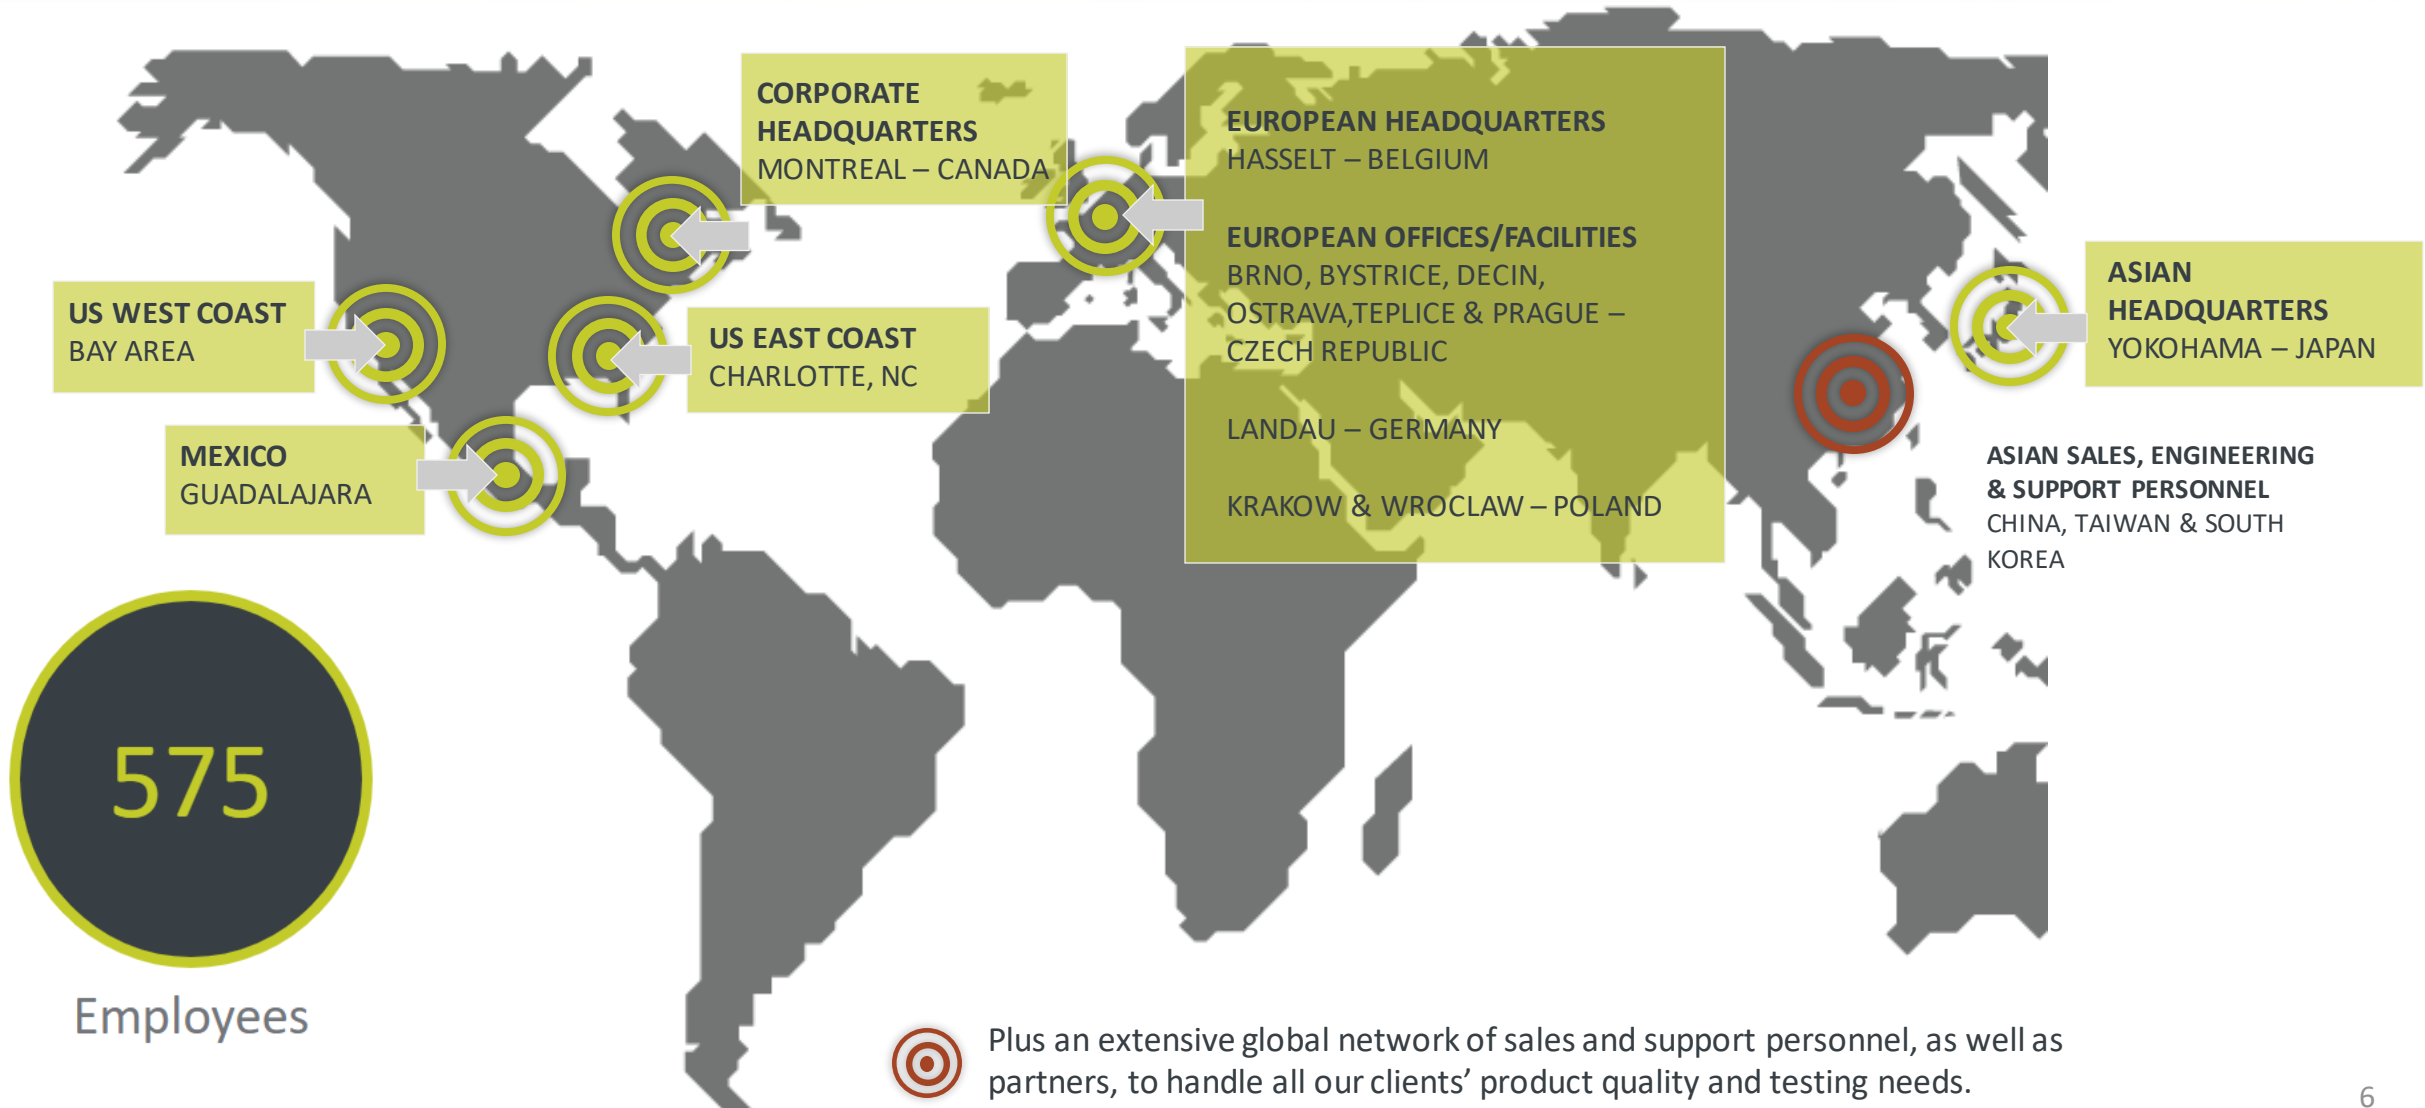 CORPORATE
HEADQUARTERS
MONTREAL – CANADA
EUROPEAN HEADQUARTERS
HASSELT – BELGIUM
EUROPEAN OFFICES/FACILITIES
BRNO, BYSTRICE, DECIN,
OSTRAVA,TEPLICE & PRAGUE –
CZECH REPUBLIC
LANDAU – GERMANY
KRAKOW & WROCLAW – POLAND
US WEST COAST
BAY AREA
US EAST COAST
CHARLOTTE, NC
ASIAN
HEADQUARTERS
YOKOHAMA – JAPAN
MEXICO
GUADALAJARA
ASIAN SALES, ENGINEERING
& SUPPORT PERSONNEL
CHINA, TAIWAN & SOUTH
KOREA
575
Employees
Plus an extensive global network of sales and support personnel, as well as
partners, to handle all our clients’ product quality and testing needs.
6